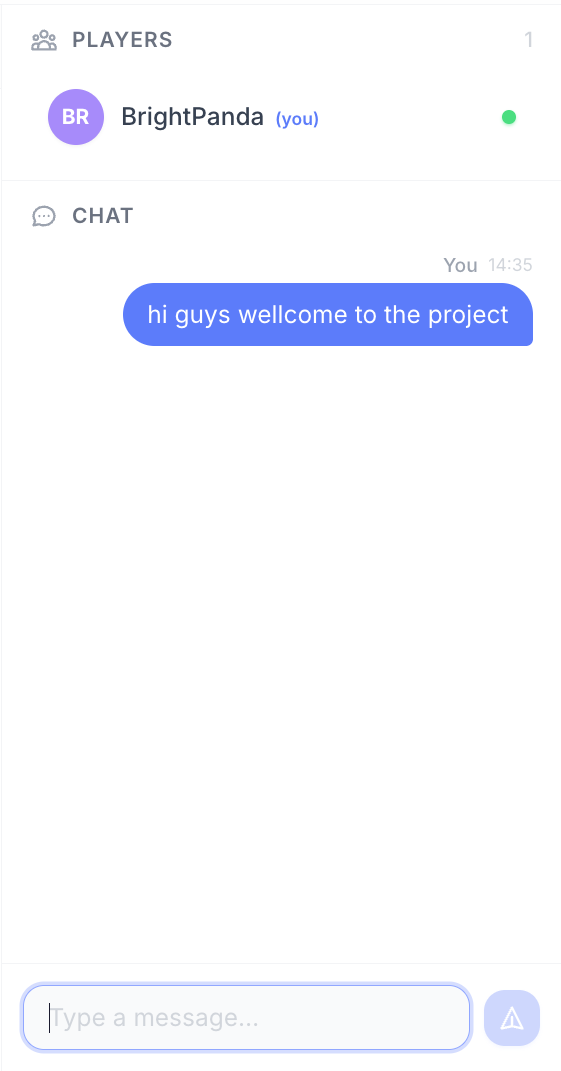 PLAYERS 1
BR BrightPanda (you)
CHAT
You 14:35
hi guys wellcome to the project
Type a message...